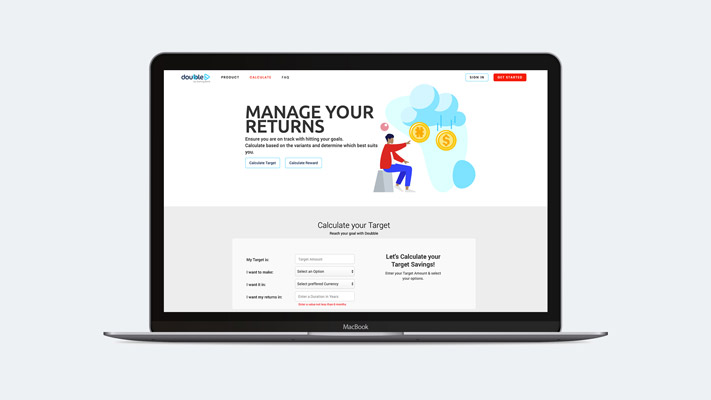 doubble
PRODUCT
CALCULATE
FAQ
SIGN IN
GET STARTED
MANAGE YOUR
RETURNS
Ensure you are on track with hitting your goals.
Calculate based on the variants and determine which best suits
you.
Calculate Target
Calculate Reward
$
Calculate your Target
Reach your goal with Doubble
My Target is:
Target Amount
I want to make:
Select an Option
I want it in:
Select preffered Currency
I want my returns in:
Enter a Duration in Years
Let's Calculate your
Target Savings!
Enter your Target Amount & select
your options.
MacBook